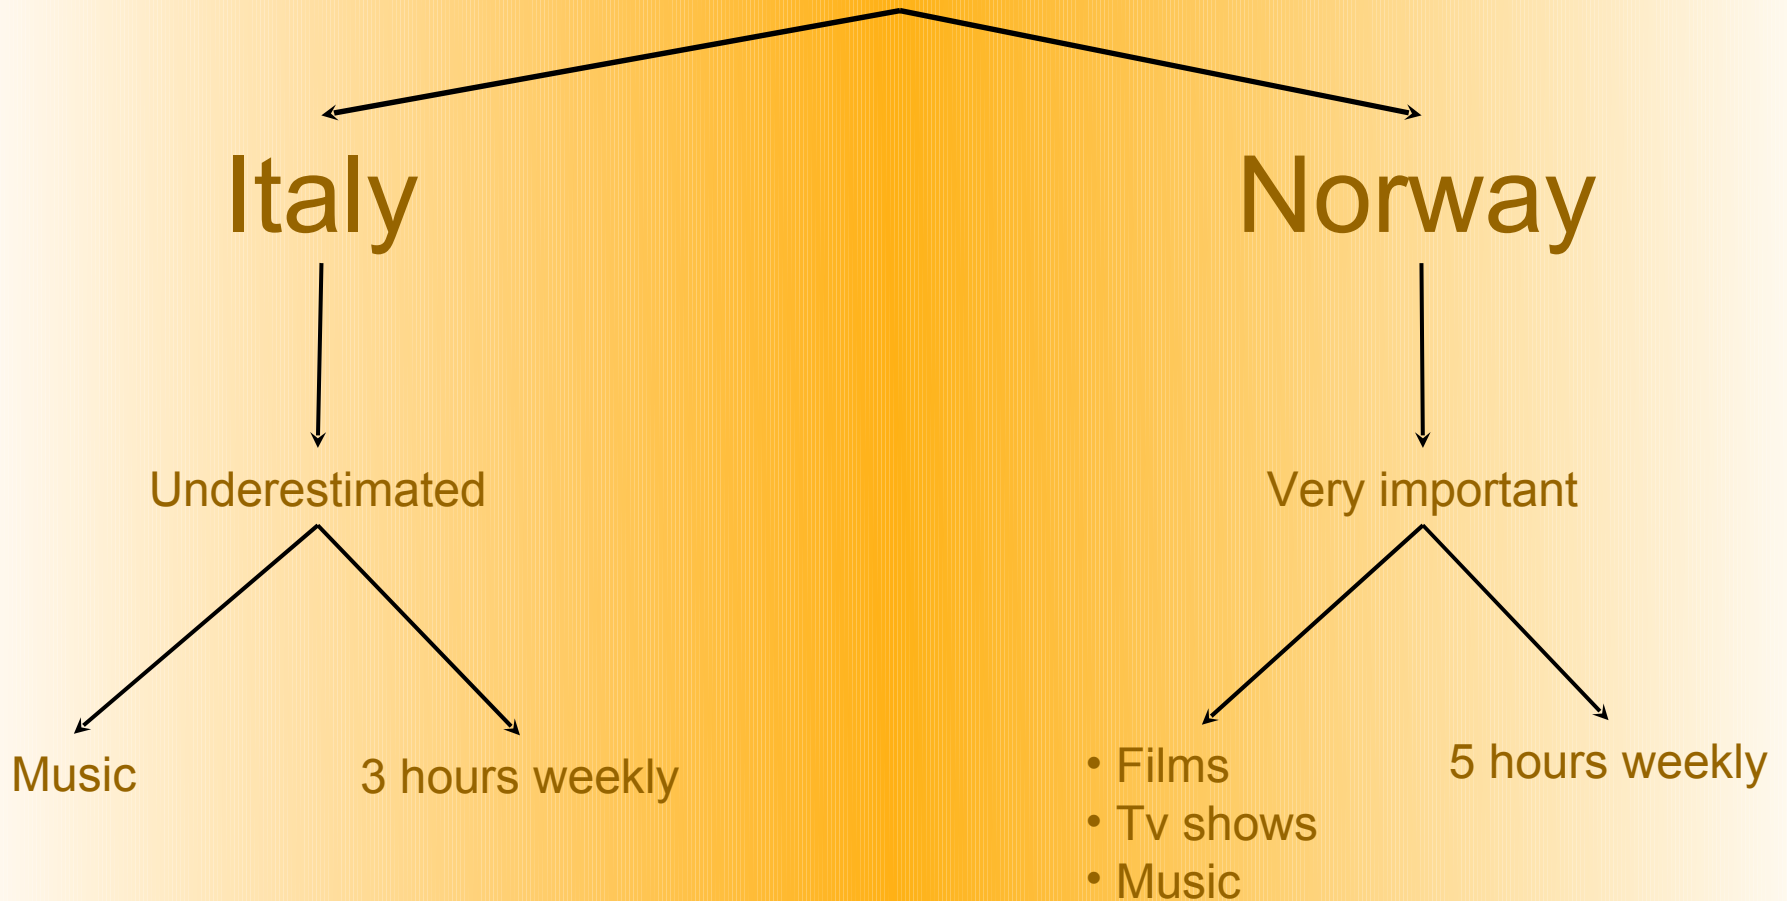 Italy
Norway
Underestimated
Very important
Music
3 hours weekly
• Films
• Tv shows
• Music
5 hours weekly